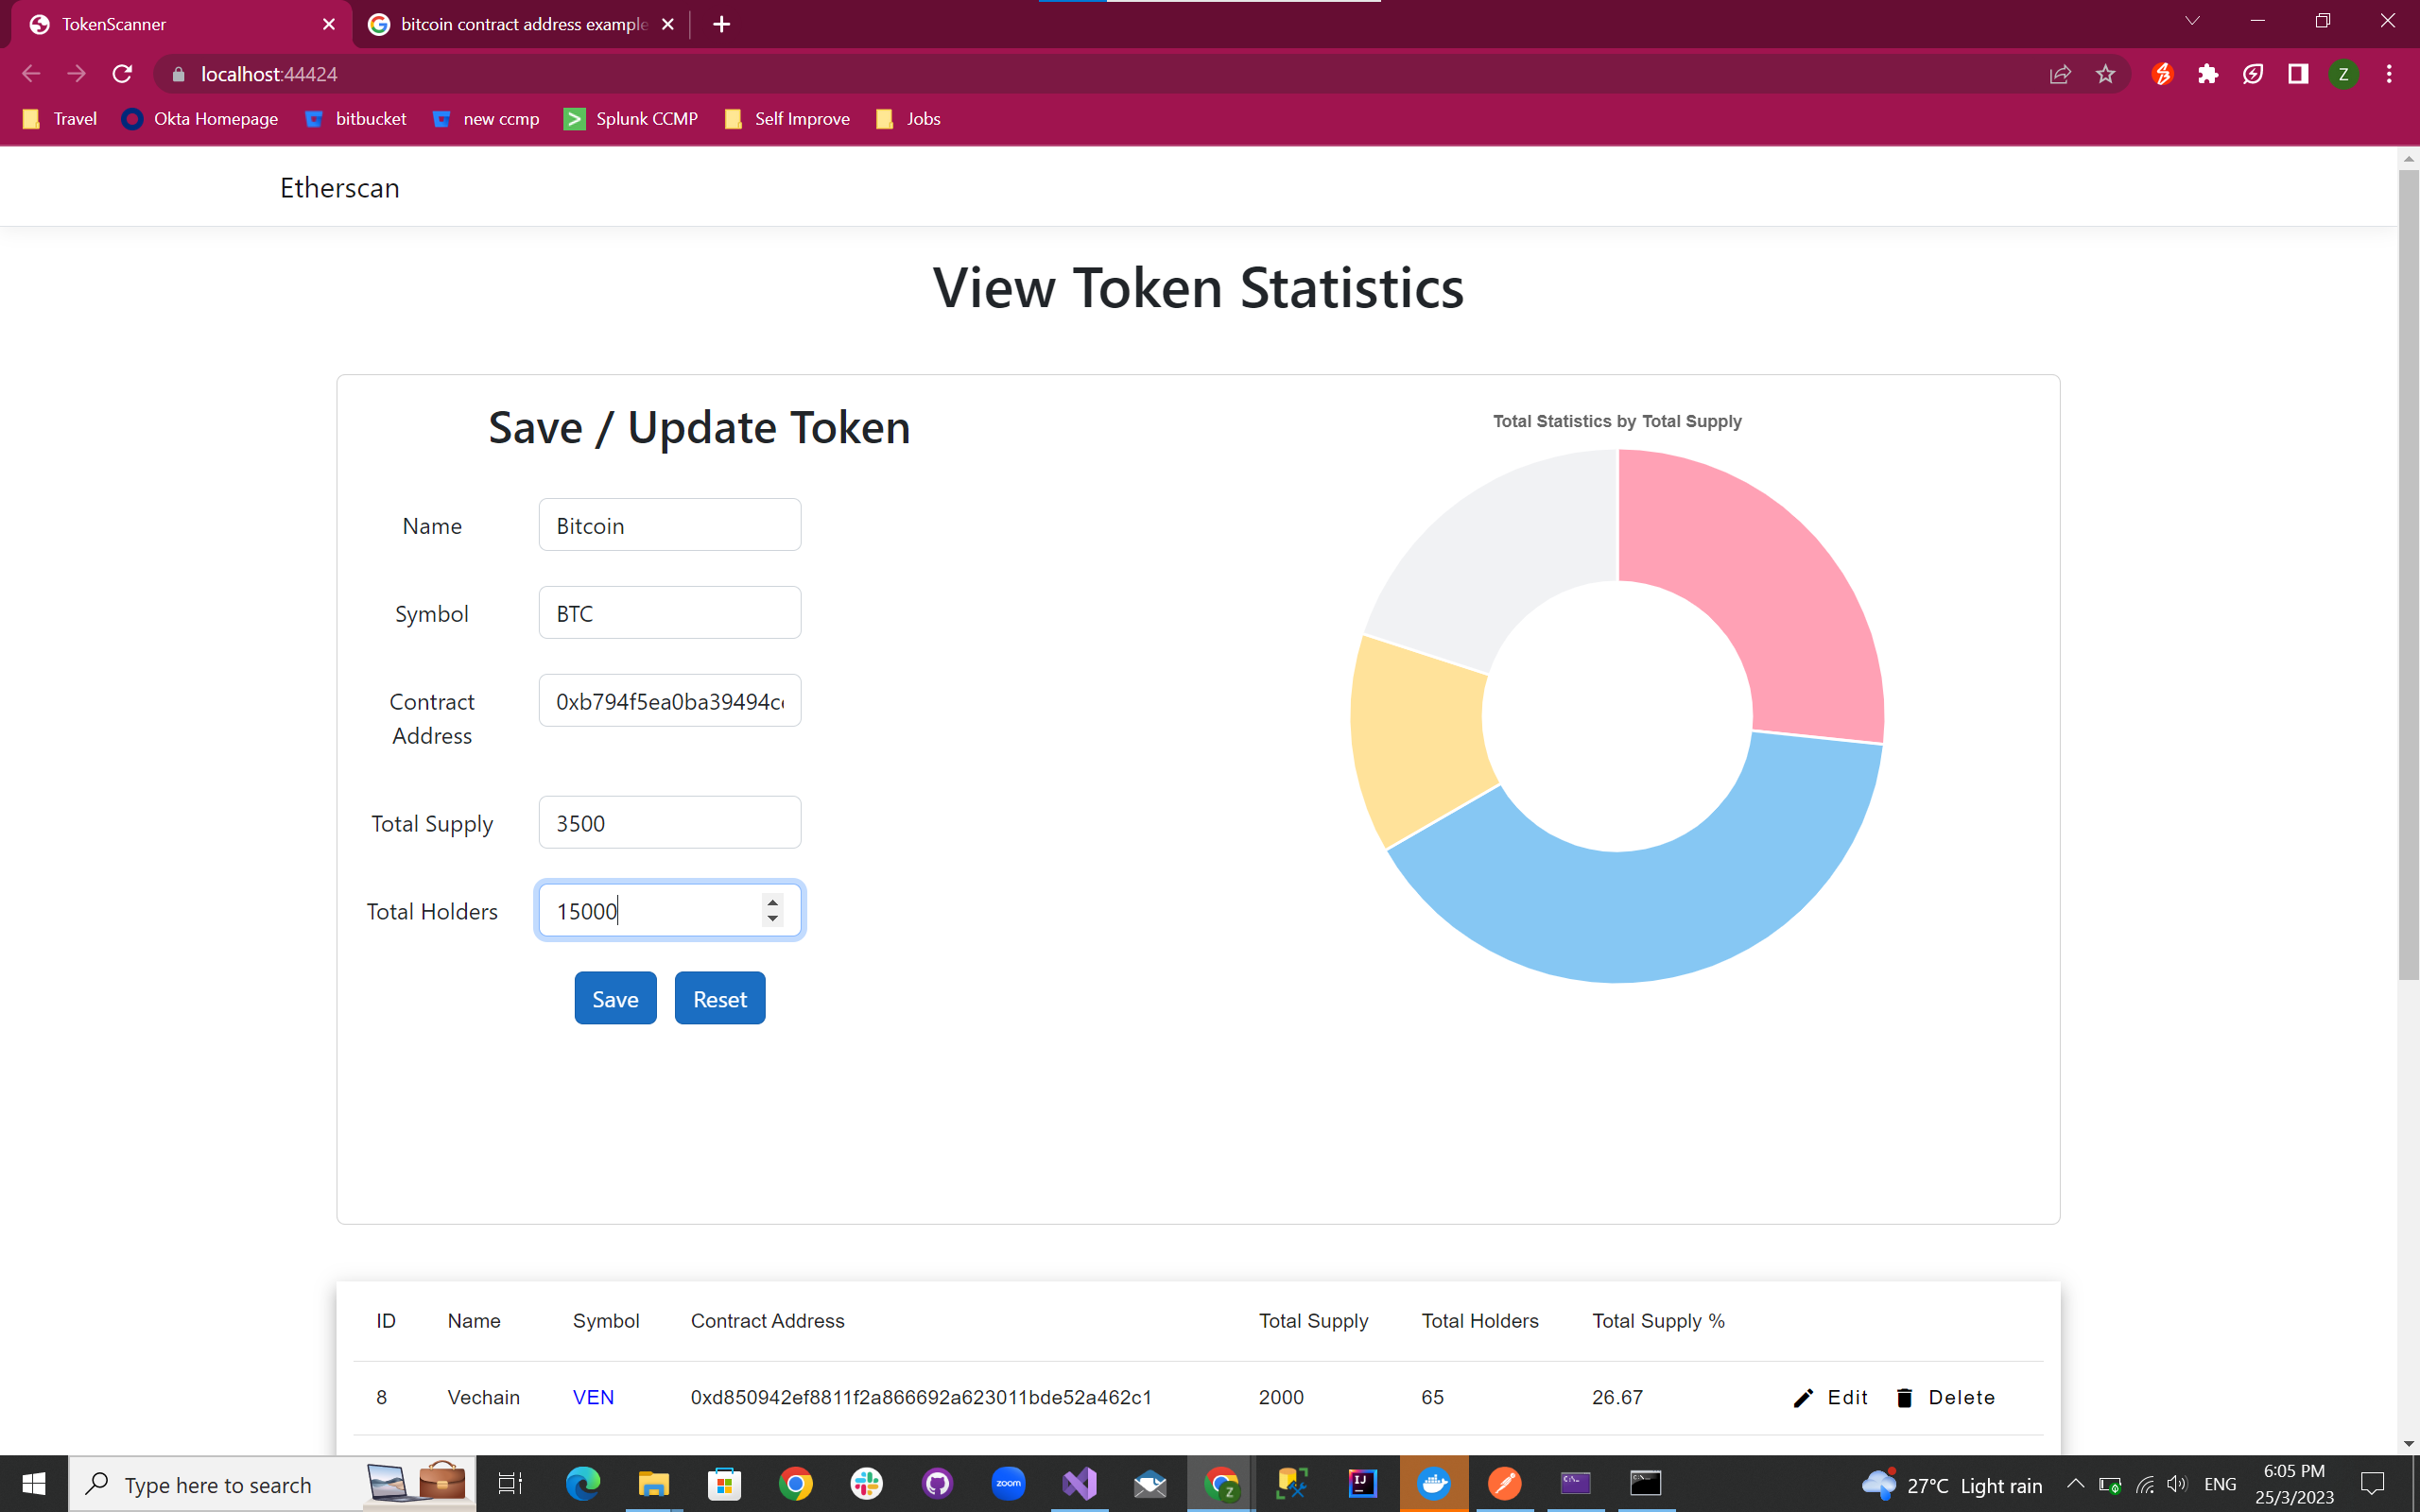 TokenScanner
bitcoin contract address example
localhost:44424
Z
Travel
Okta Homepage
bitbucket
new ccmp
Splunk CCMP
Self Improve
Jobs
Etherscan
View Token Statistics
Save / Update Token
Name
Bitcoin
Symbol
BTC
Contract
Address
0xb794f5ea0ba39494c
Total Supply
3500
Total Holders
15000
Save
Reset
Total Statistics by Total Supply
ID Name Symbol Contract Address Total Supply Total Holders Total Supply %
8 Vechain VEN 0xd850942ef8811f2a866692a623011bde52a462c1 2000 65 26.67 Edit Delete
Type here to search
zoom
Z
IJ
27°C Light rain
ENG
6:05 PM
25/3/2023